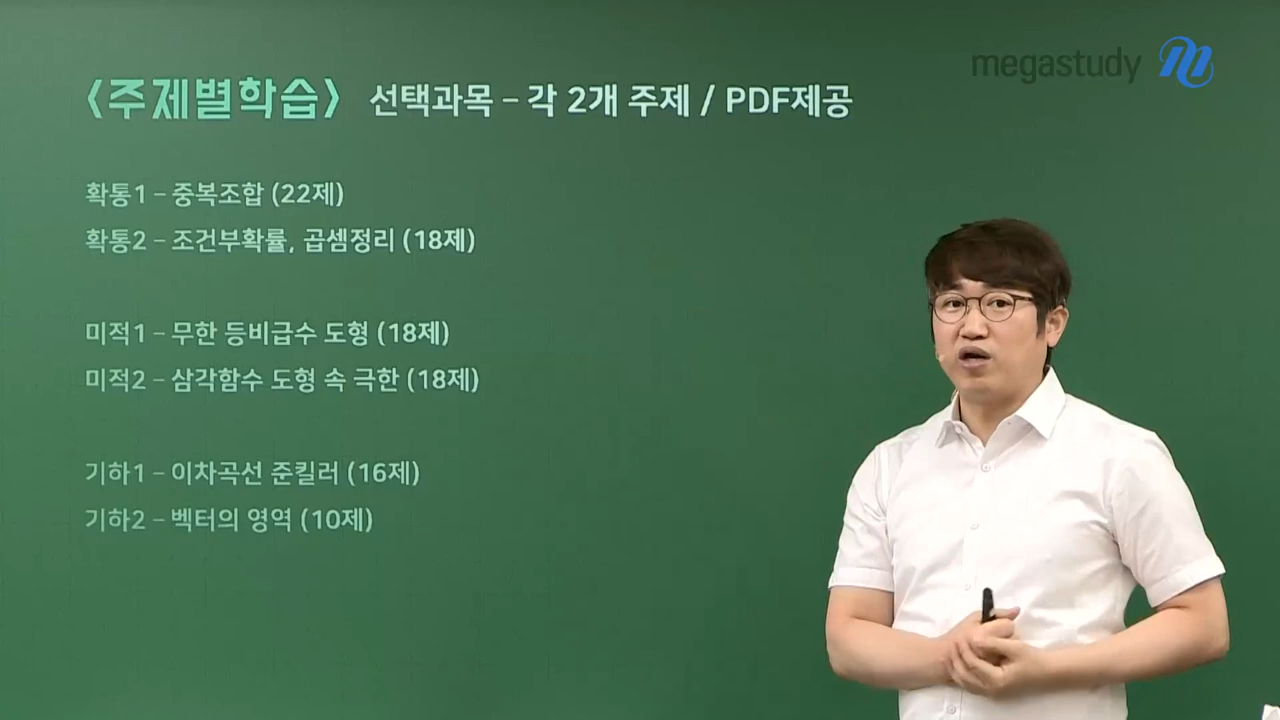 megastudy
<주제별학습> 선택과목 – 각 2개 주제 / PDF제공
확통1 – 중복조합 (22제)
확통2 – 조건부확률, 곱셈정리 (18제)
미적1 – 무한 등비급수 도형 (18제)
미적2 – 삼각함수 도형 속 극한 (18제)
기하1 – 이차곡선 준킬러 (16제)
기하2 – 벡터의 영역 (10제)